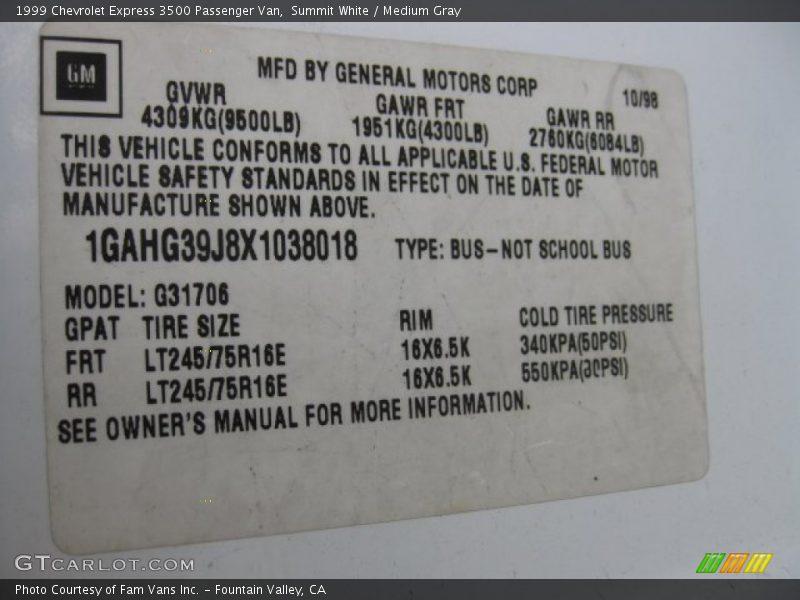 1999 Chevrolet Express 3500 Passenger Van, Summit White / Medium Gray
GM
MFD BY GENERAL MOTORS CORP
10/98
GVWR GAWR FRT GAWR RR
4309KG(9500LB) 1951KG(4300LB) 2760KG(6084LB)
THIS VEHICLE CONFORMS TO ALL APPLICABLE U.S. FEDERAL MOTOR
VEHICLE SAFETY STANDARDS IN EFFECT ON THE DATE OF
MANUFACTURE SHOWN ABOVE.
1GAHG39J8X1038018 TYPE: BUS-NOT SCHOOL BUS
MODEL: G31706
GPAT TIRE SIZE RIM COLD TIRE PRESSURE
FRT LT245/75R16E 16X6.5K 340KPA(50PSI)
RR LT245/75R16E 16X6.5K 550KPA(80PSI)
SEE OWNER'S MANUAL FOR MORE INFORMATION.
GTCARLOT.COM
Photo Courtesy of Fam Vans Inc. - Fountain Valley, CA